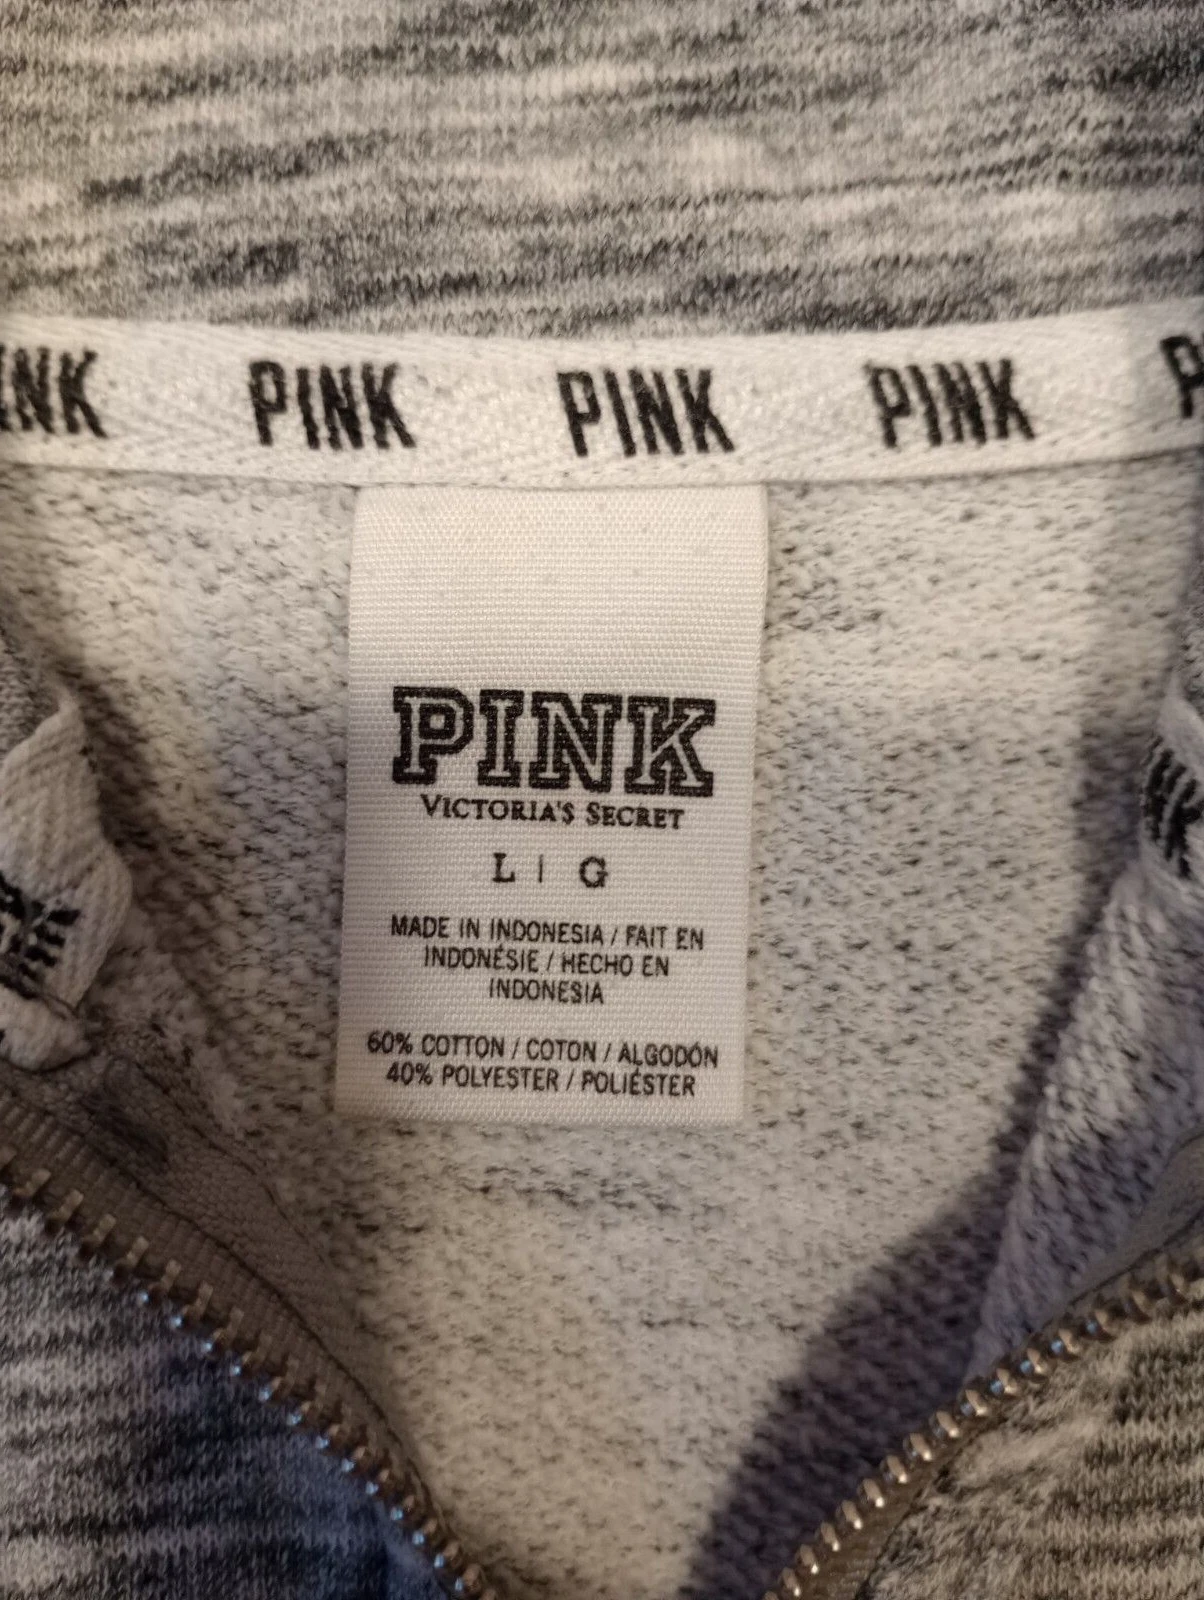 INK PINK PINK PINK P
PINK
VICTORIA'S SECRET
L | G
MADE IN INDONESIA / FAIT EN
INDONÉSIE / HECHO EN
INDONESIA
60% COTTON / COTON / ALGODÓN
40% POLYESTER / POLIÉSTER